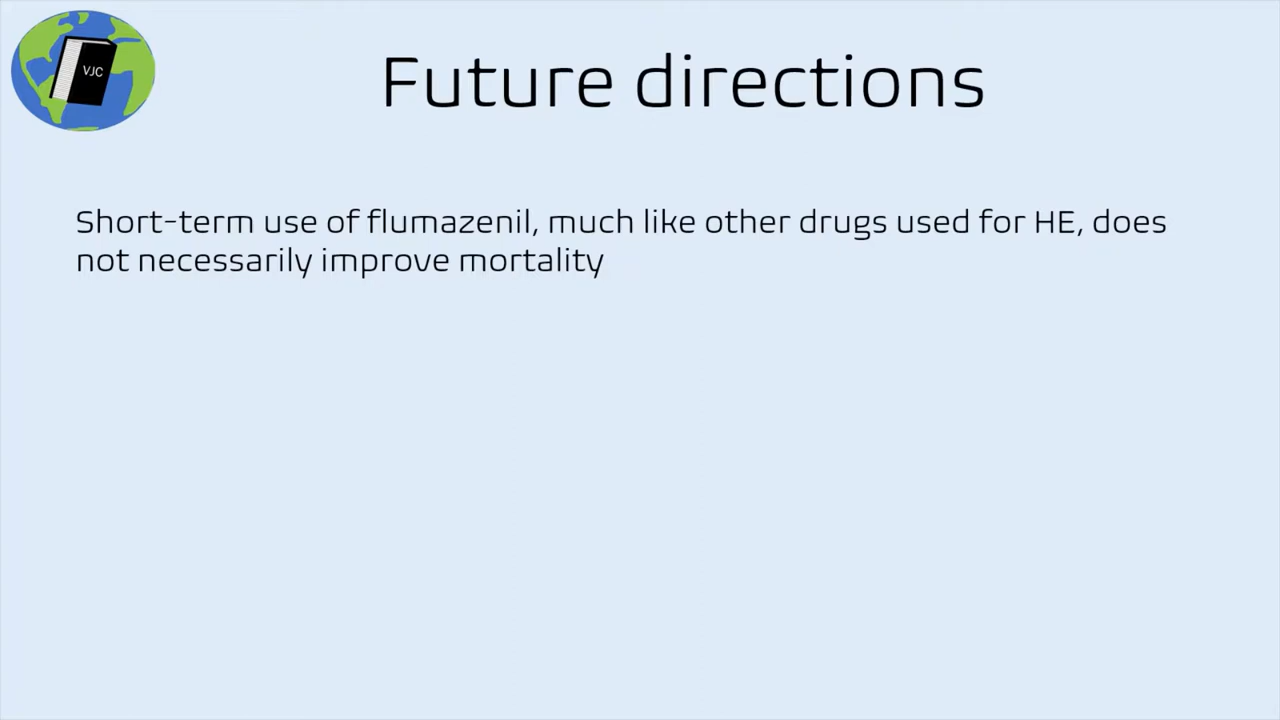 VJC
Future directions
Short-term use of flumazenil, much like other drugs used for HE, does
not necessarily improve mortality